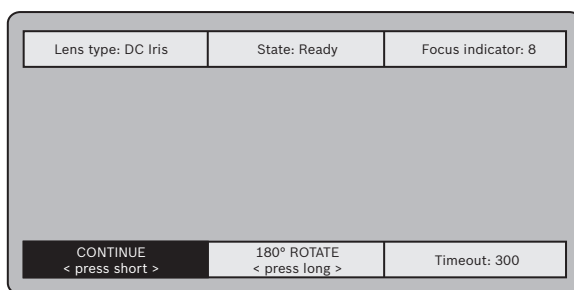 Lens type: DC Iris
State: Ready
Focus indicator: 8
CONTINUE
< press short >
180° ROTATE
< press long >
Timeout: 300